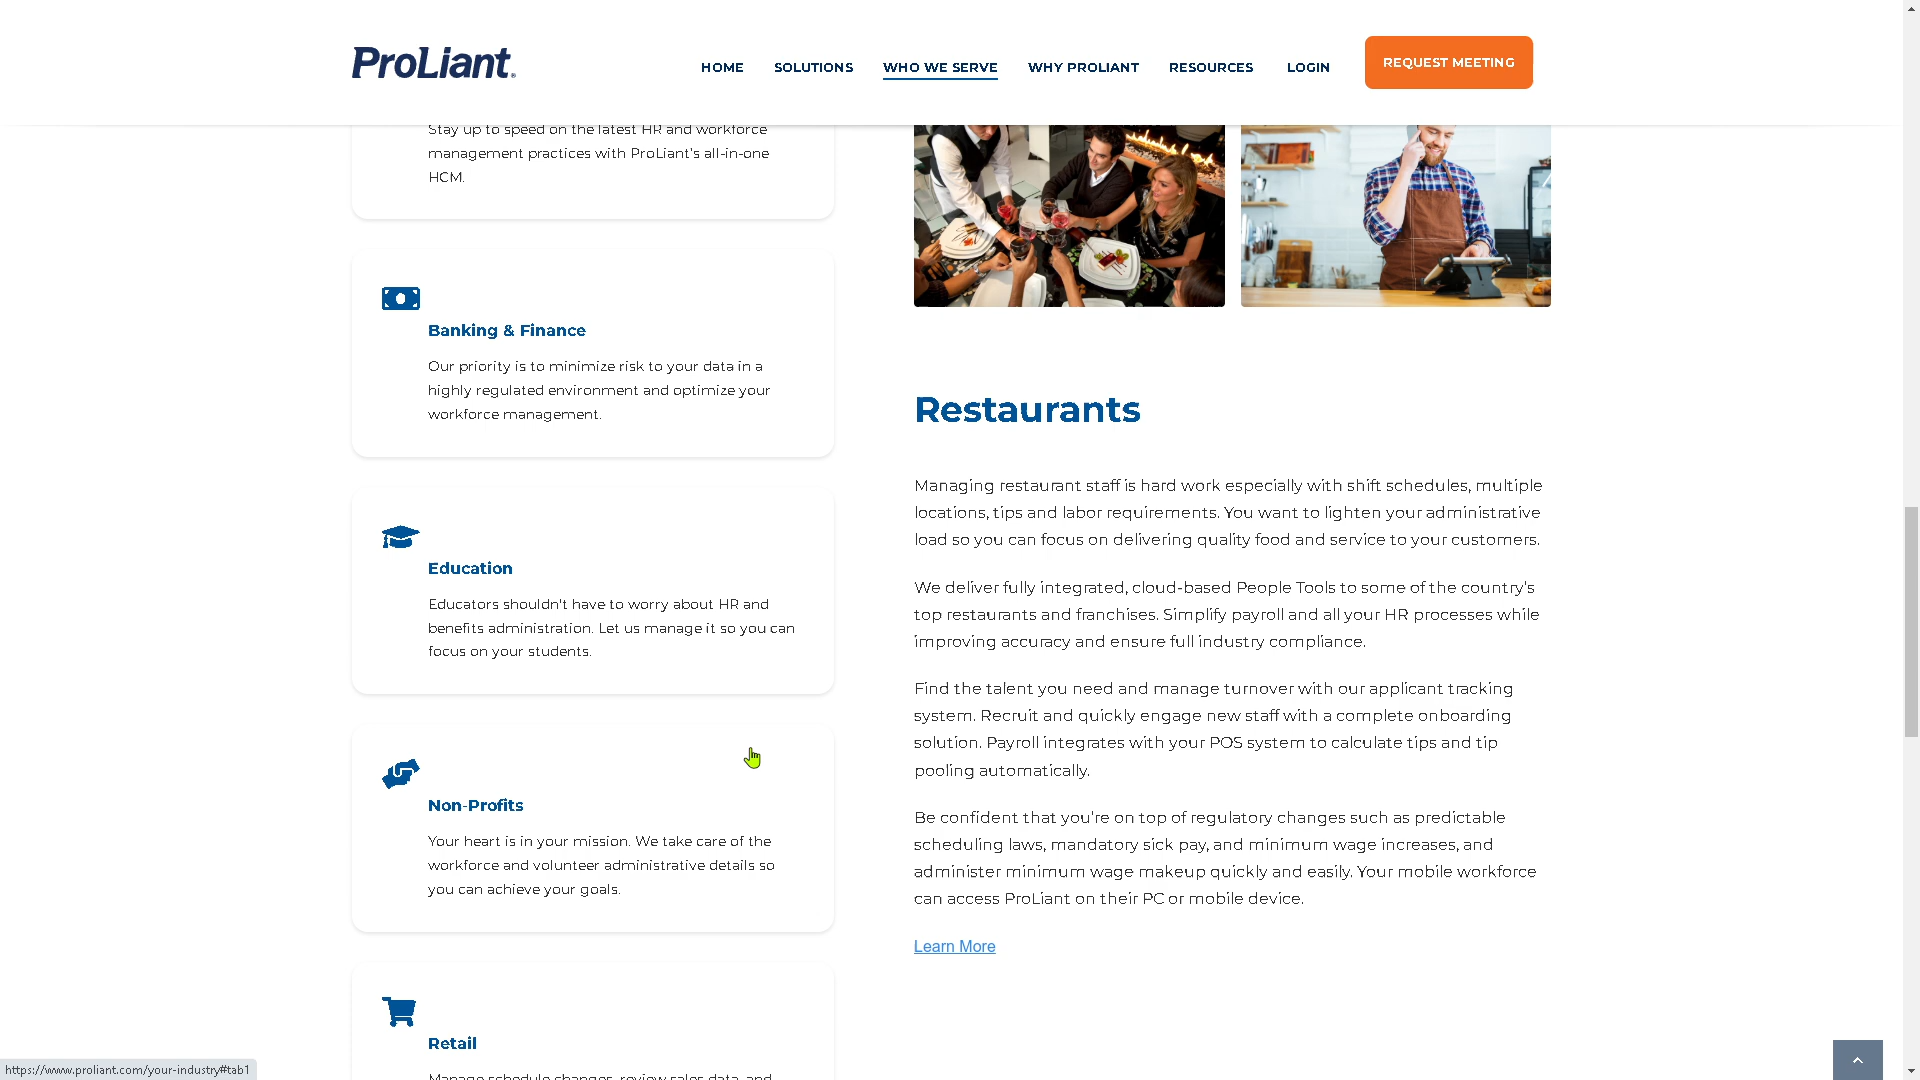 ProLiant
HOME
SOLUTIONS
WHO WE SERVE
WHY PROLIANT
RESOURCES
LOGIN
REQUEST MEETING
Stay up to speed on the latest HR and workforce
management practices with ProLiant's all-in-one
HCM.
Banking & Finance
Our priority is to minimize risk to your data in a
highly regulated environment and optimize your
workforce management.
Education
Educators shouldn't have to worry about HR and
benefits administration. Let us manage it so you can
focus on your students.
Non-Profits
Your heart is in your mission. We take care of the
workforce and volunteer administrative details so
you can achieve your goals.
Retail
Manage schedule changes, review sales data, and
Restaurants
Managing restaurant staff is hard work especially with shift schedules, multiple
locations, tips and labor requirements. You want to lighten your administrative
load so you can focus on delivering quality food and service to your customers.
We deliver fully integrated, cloud-based People Tools to some of the country's
top restaurants and franchises. Simplify payroll and all your HR processes while
improving accuracy and ensure full industry compliance.
Find the talent you need and manage turnover with our applicant tracking
system. Recruit and quickly engage new staff with a complete onboarding
solution. Payroll integrates with your POS system to calculate tips and tip
pooling automatically.
Be confident that you're on top of regulatory changes such as predictable
scheduling laws, mandatory sick pay, and minimum wage increases, and
administer minimum wage makeup quickly and easily. Your mobile workforce
can access ProLiant on their PC or mobile device.
Learn More
https://www.proliant.com/your-industry#tab1